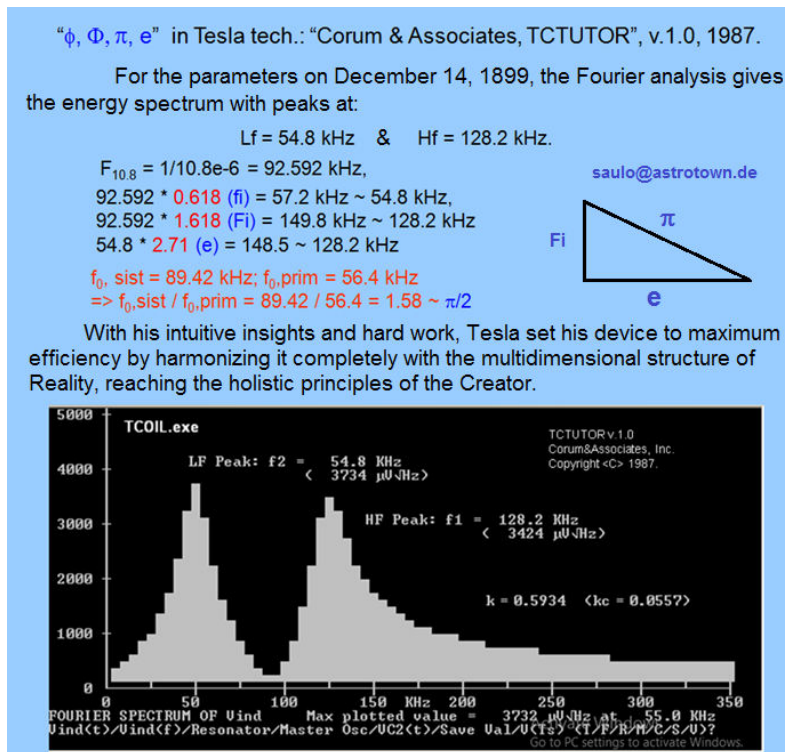 “ϕ, Φ, π, e” in Tesla tech.: “Corum & Associates, TCTUTOR”, v.1.0, 1987.
For the parameters on December 14, 1899, the Fourier analysis gives
the energy spectrum with peaks at:
Lf = 54.8 kHz & Hf = 128.2 kHz.
F10.8 = 1/10.8e-6 = 92.592 kHz,
92.592 * 0.618 (fi) = 57.2 kHz ~ 54.8 kHz,
92.592 * 1.618 (Fi) = 149.8 kHz ~ 128.2 kHz
54.8 * 2.71 (e) = 148.5 ~ 128.2 kHz
saulo@astrotown.de
Fi
π
e
f0, sist = 89.42 kHz; f0,prim = 56.4 kHz
=> f0,sist / f0,prim = 89.42 / 56.4 = 1.58 ~ π/2
With his intuitive insights and hard work, Tesla set his device to maximum
efficiency by harmonizing it completely with the multidimensional structure of
Reality, reaching the holistic principles of the Creator.
TCOIL.exe
TCTUTOR v.1.0
Corum&Associates, Inc.
Copyright <C> 1987.
LF Peak: f2 = 54.8 KHz
( 3734 µV√Hz)
HF Peak: f1 = 128.2 KHz
( 3424 µV√Hz)
k = 0.5934 (kc = 0.0557)
5000
4000
3000
2000
1000
0
0 50 100 150 KHz 200 250 300 350
FOURIER SPECTRUM OF Vind Max plotted value = 3732 µV√Hz at 55.0 KHz
Vind(t)/Vind(f)/Resonator/Master Osc/VC2(t)/Save Val/V(Ts) (T/F/R/M/C/S/V)?
Activate Windows
Go to PC settings to activate Windows.